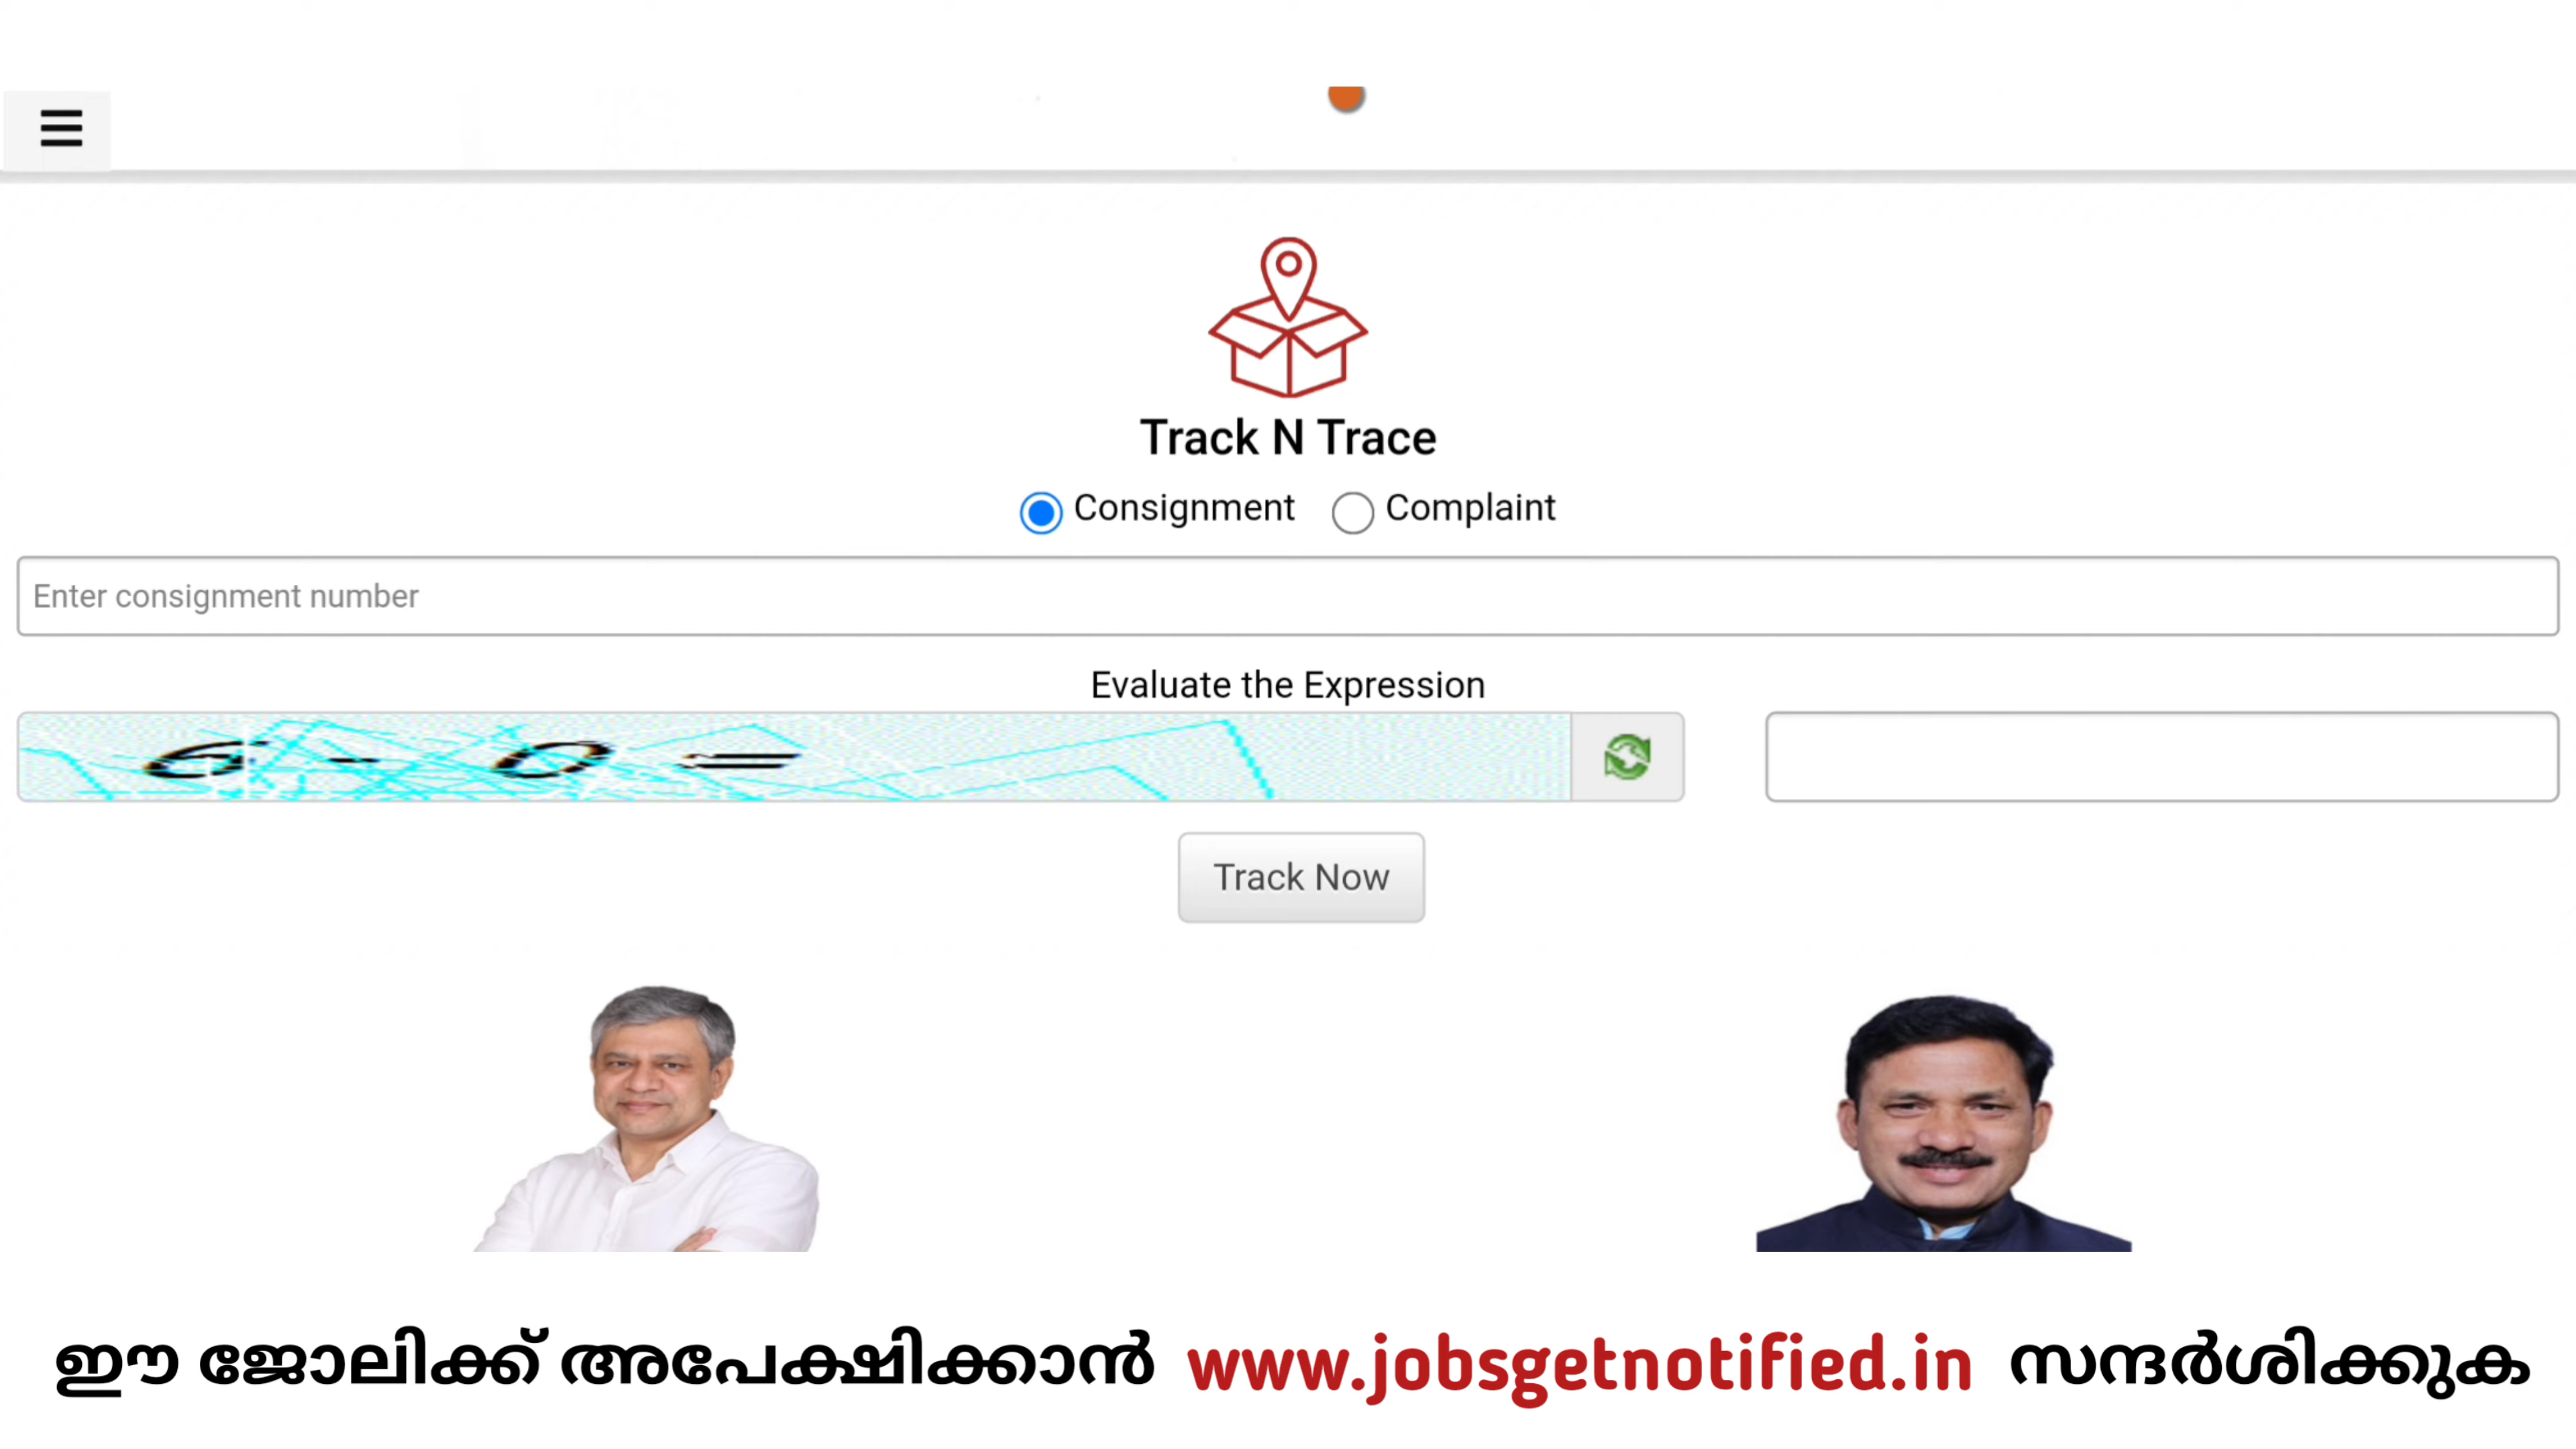 Track N Trace
Consignment Complaint
Enter consignment number
Evaluate the Expression
6 - 0 =
Track Now
ഈ ജോലിക്ക് അപേക്ഷിക്കാൻ www.jobsgetnotified.in സന്ദർശിക്കുക